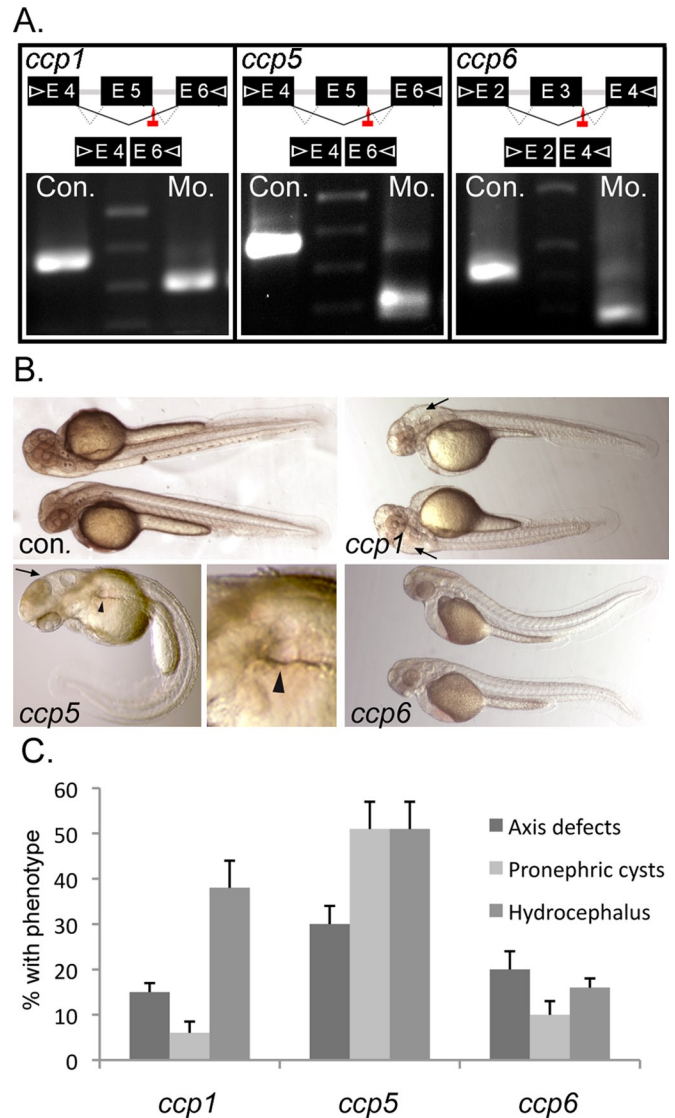 A.
ccp1
ccp5
ccp6
▷E 4 E 5 E 6◁
▷E 4 E 5 E 6◁
▷E 2 E 3 E 4◁
▷E 4 E 6◁
▷E 4 E 6◁
▷E 2 E 4◁
Con. Mo.
Con. Mo.
Con. Mo.
B.
con.
ccp1
ccp5
ccp6
C.
% with phenotype
60
50
40
30
20
10
0
Axis defects
Pronephric cysts
Hydrocephalus
ccp1
ccp5
ccp6